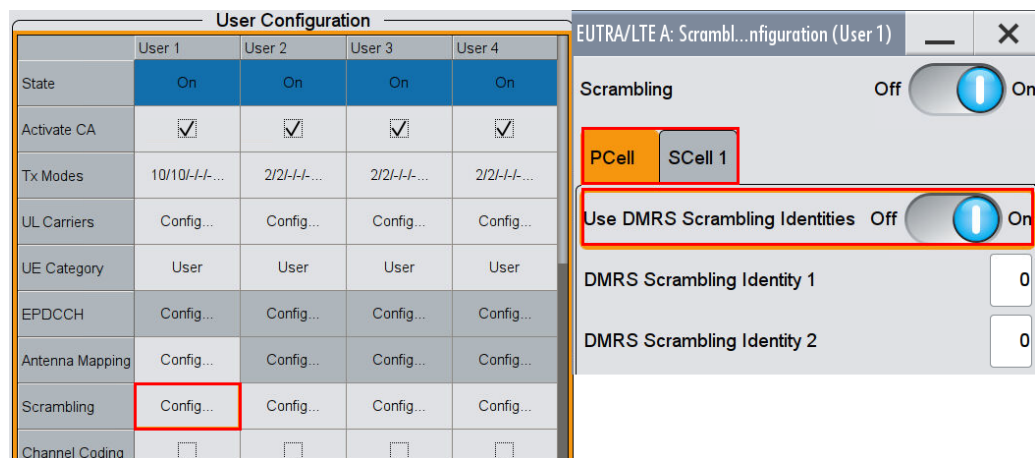 User Configuration
User 1 User 2 User 3 User 4
State On On On On
Activate CA
Tx Modes 10/10/-/-/-... 2/2/-/-/-... 2/2/-/-/-... 2/2/-/-/-...
UL Carriers Config... Config... Config... Config...
UE Category User User User User
EPDCCH Config... Config... Config... Config...
Antenna Mapping Config... Config... Config... Config...
Scrambling Config... Config... Config... Config...
Channel Coding
EUTRA/LTE A: Scrambl...nfiguration (User 1)
Scrambling Off On
PCell SCell 1
Use DMRS Scrambling Identities Off On
DMRS Scrambling Identity 1 0
DMRS Scrambling Identity 2 0